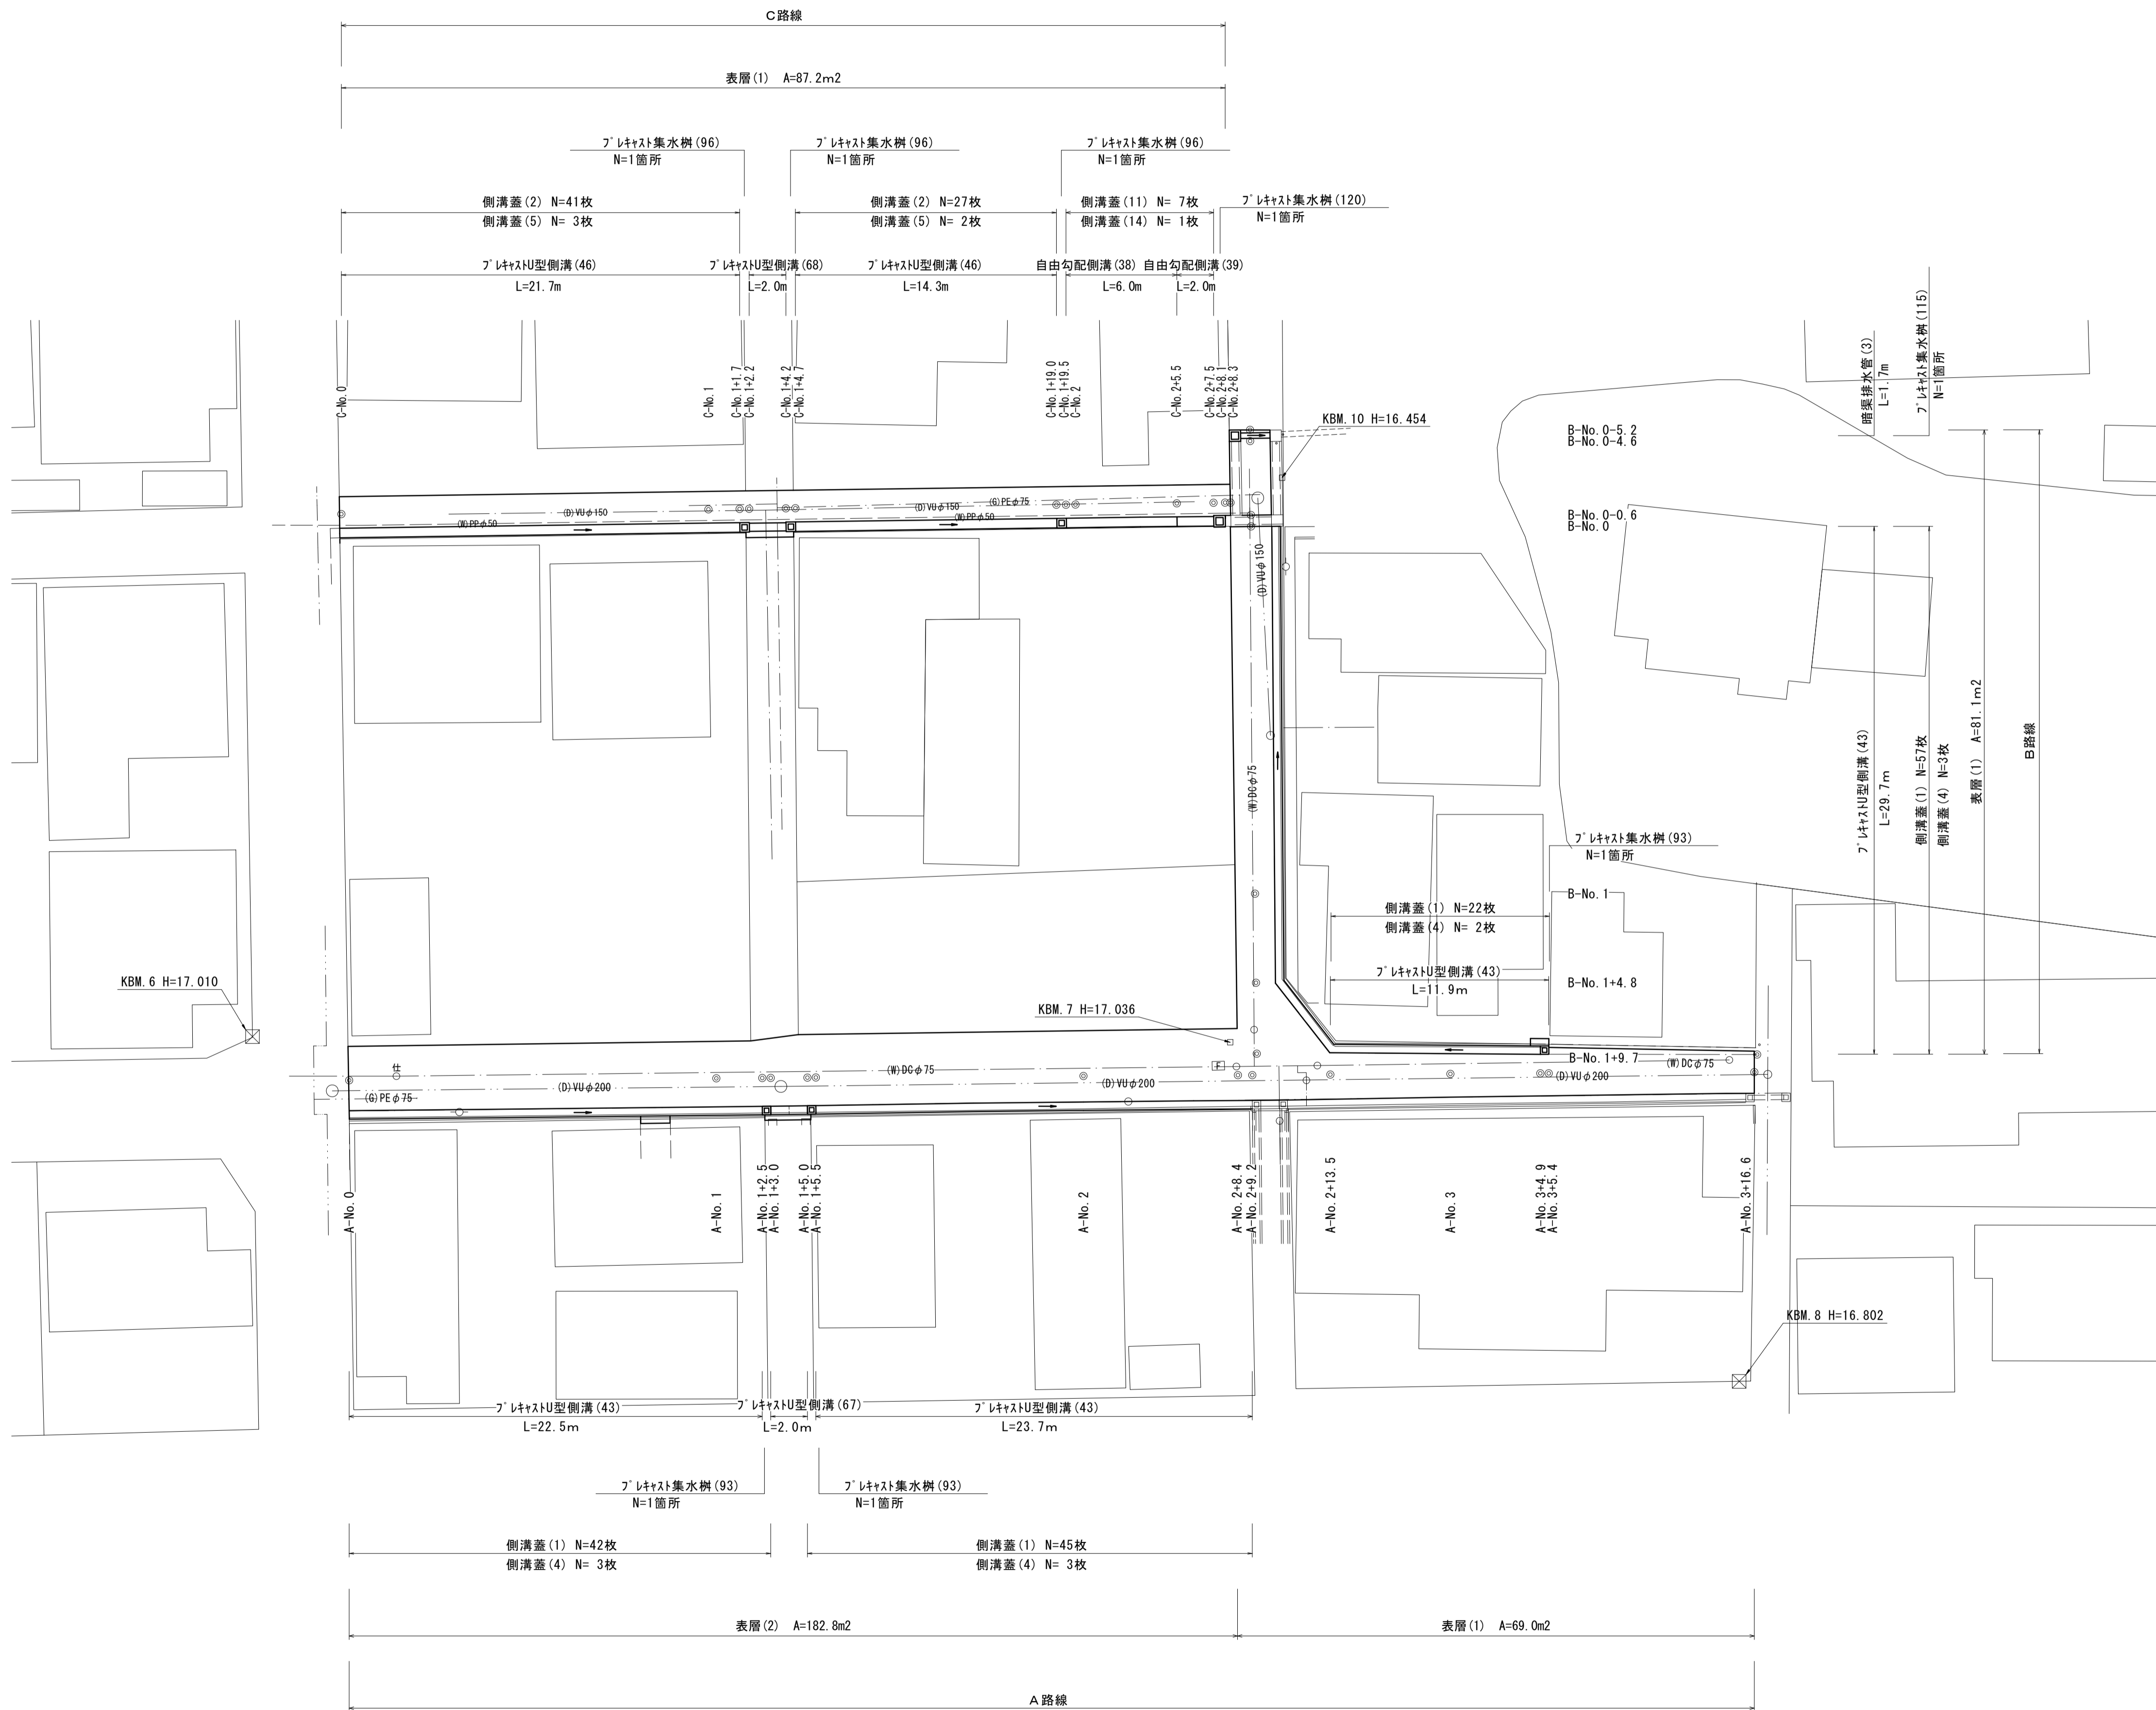 C路線
表層(1) A=87.2m2
プレキャスト集水桝(96)
N=1箇所
プレキャスト集水桝(96)
N=1箇所
プレキャスト集水桝(96)
N=1箇所
側溝蓋(2) N=41枚
側溝蓋(5) N= 3枚
側溝蓋(2) N=27枚
側溝蓋(5) N= 2枚
側溝蓋(11) N= 7枚
側溝蓋(14) N= 1枚
プレキャスト集水桝(120)
N=1箇所
プレキャストU型側溝(46)
L=21.7m
プレキャストU型側溝(68)
L=2.0m
プレキャストU型側溝(46)
L=14.3m
自由勾配側溝(38)
L=6.0m
自由勾配側溝(39)
L=2.0m
C-No.0
C-No.1
C-No.1+1.7
C-No.1+2.2
C-No.1+4.2
C-No.1+4.7
C-No.1+19.0
C-No.1+19.5
C-No.2
C-No.2+5.5
C-No.2+7.5
C-No.2+8.1
C-No.2+8.3
KBM.10 H=16.454
B-No.0-5.2
B-No.0-4.6
B-No.0-0.6
B-No.0
暗渠排水管(3)
L=1.7m
プレキャスト集水桝(115)
N=1箇所
(W)PPφ50
(D)VUφ150
(D)VUφ150
(G)PEφ75
(W)PPφ50
(D)VUφ150
(W)DCφ75
プレキャストU型側溝(43)
L=29.7m
側溝蓋(1) N=57枚
側溝蓋(4) N=3枚
表層(1) A=81.1m2
B路線
プレキャスト集水桝(93)
N=1箇所
B-No.1
側溝蓋(1) N=22枚
側溝蓋(4) N= 2枚
プレキャストU型側溝(43)
L=11.9m
B-No.1+4.8
KBM.6 H=17.010
KBM.7 H=17.036
B-No.1+9.7
仕
(W)DCφ75
(W)DCφ75
(D)VUφ200
(D)VUφ200
(D)VUφ200
(G)PEφ75
A-No.0
A-No.1
A-No.1+2.5
A-No.1+3.0
A-No.1+5.0
A-No.1+5.5
A-No.2
A-No.2+8.4
A-No.2+9.2
A-No.2+13.5
A-No.3
A-No.3+4.9
A-No.3+5.4
A-No.3+16.6
KBM.8 H=16.802
プレキャストU型側溝(43)
L=22.5m
プレキャストU型側溝(67)
L=2.0m
プレキャストU型側溝(43)
L=23.7m
プレキャスト集水桝(93)
N=1箇所
プレキャスト集水桝(93)
N=1箇所
側溝蓋(1) N=42枚
側溝蓋(4) N= 3枚
側溝蓋(1) N=45枚
側溝蓋(4) N= 3枚
表層(2) A=182.8m2
表層(1) A=69.0m2
A路線